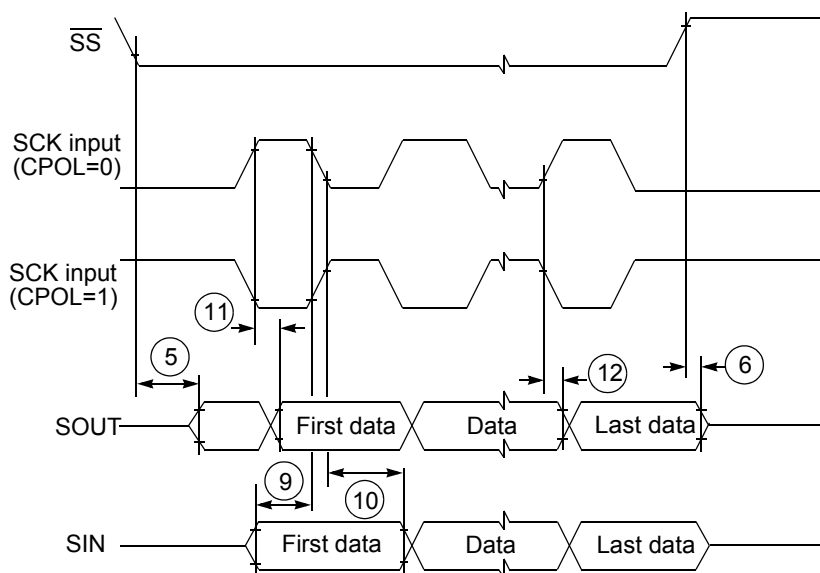 SS
SCK input
(CPOL=0)
SCK input
(CPOL=1)
11
5
12
6
SOUT
First data
Data
Last data
9
10
SIN
First data
Data
Last data